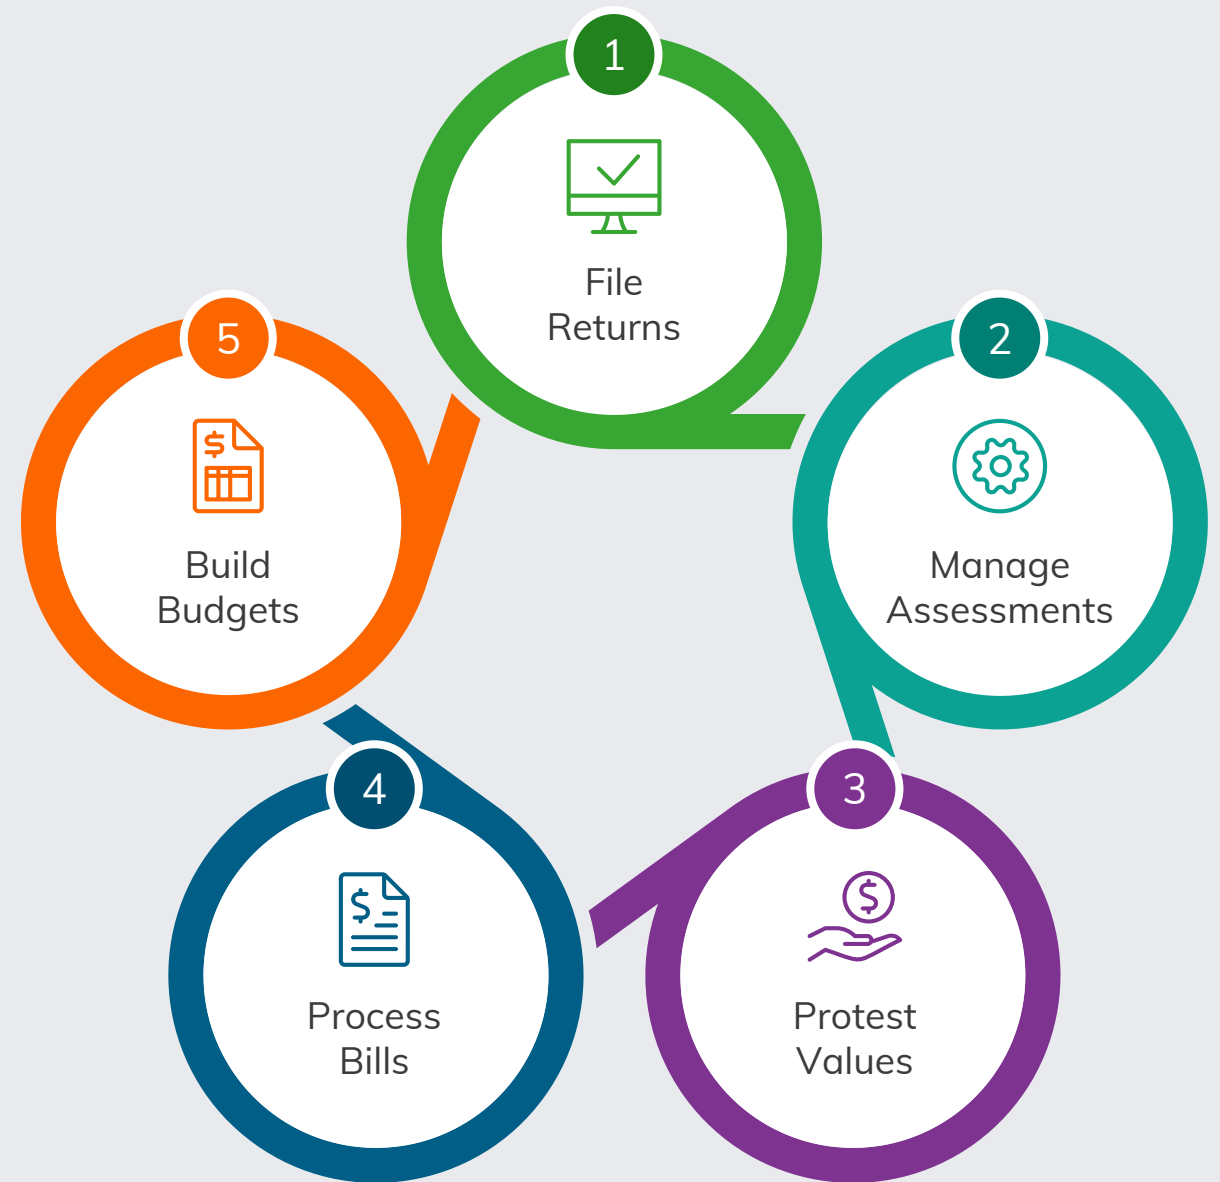 1
File
Returns
2
Manage
Assessments
3
Protest
Values
4
Process
Bills
5
Build
Budgets